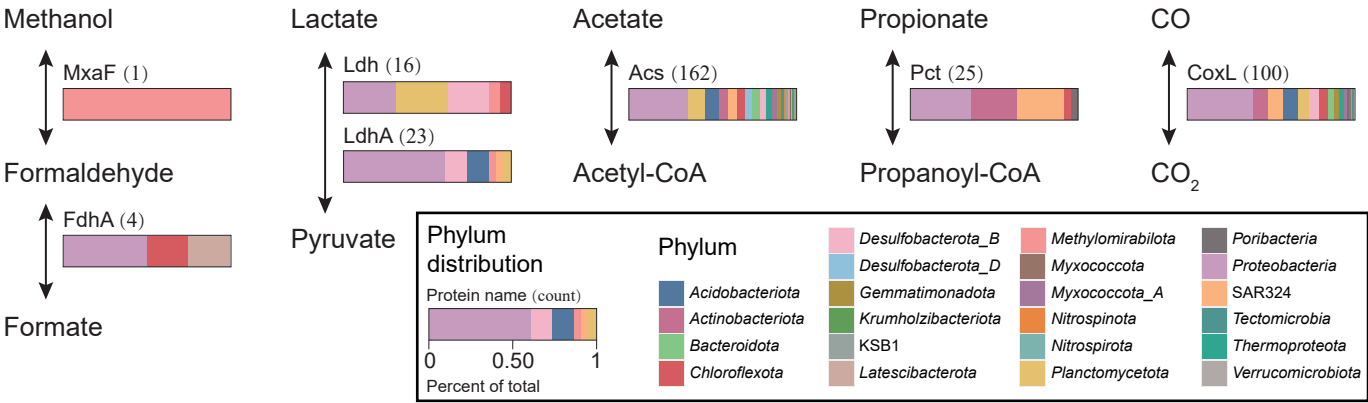 Methanol
MxaF (1)
Formaldehyde
FdhA (4)
Formate
Lactate
Ldh (16)
LdhA (23)
Pyruvate
Acetate
Acs (162)
Acetyl-CoA
Propionate
Pct (25)
Propanoyl-CoA
CO
CoxL (100)
CO2
Phylum
distribution
Protein name (count)
0 0.50 1
Percent of total
Phylum
Acidobacteriota
Actinobacteriota
Bacteroidota
Chloroflexota
Desulfobacterota_B
Desulfobacterota_D
Gemmatimonadota
Krumholzibacteriota
KSB1
Latescibacterota
Methylomirabilota
Myxococcota
Myxococcota_A
Nitrospinota
Nitrospirota
Planctomycetota
Poribacteria
Proteobacteria
SAR324
Tectomicrobia
Thermoproteota
Verrucomicrobiota